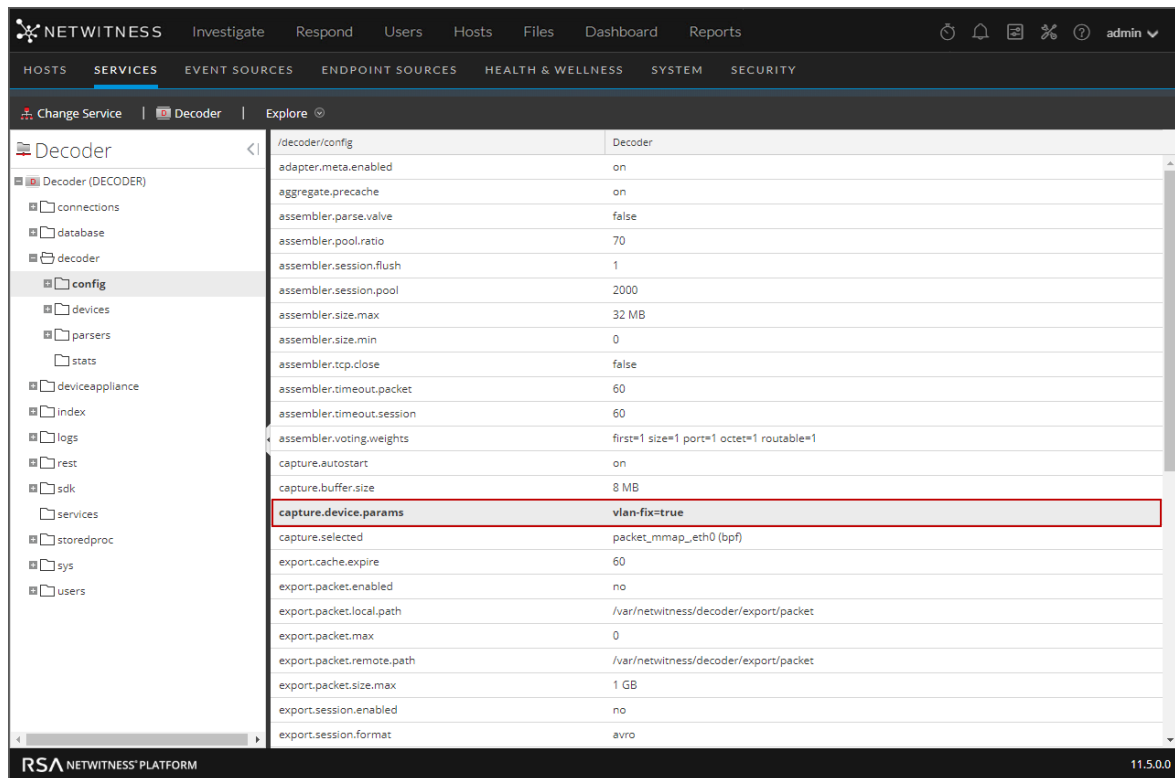 NETWITNESS Investigate Respond Users Hosts Files Dashboard Reports admin
HOSTS SERVICES EVENT SOURCES ENDPOINT SOURCES HEALTH & WELLNESS SYSTEM SECURITY
Change Service | Decoder | Explore
Decoder
Decoder (DECODER)
connections
database
decoder
config
devices
parsers
stats
deviceappliance
index
logs
rest
sdk
services
storedproc
sys
users
/decoder/config Decoder
adapter.meta.enabled on
aggregate.precache on
assembler.parse.valve false
assembler.pool.ratio 70
assembler.session.flush 1
assembler.session.pool 2000
assembler.size.max 32 MB
assembler.size.min 0
assembler.tcp.close false
assembler.timeout.packet 60
assembler.timeout.session 60
assembler.voting.weights first=1 size=1 port=1 octet=1 routable=1
capture.autostart on
capture.buffer.size 8 MB
capture.device.params vlan-fix=true
capture.selected packet_mmap_,eth0 (bpf)
export.cache.expire 60
export.packet.enabled no
export.packet.local.path /var/netwitness/decoder/export/packet
export.packet.max 0
export.packet.remote.path /var/netwitness/decoder/export/packet
export.packet.size.max 1 GB
export.session.enabled no
export.session.format avro
RSA NETWITNESS® PLATFORM 11.5.0.0